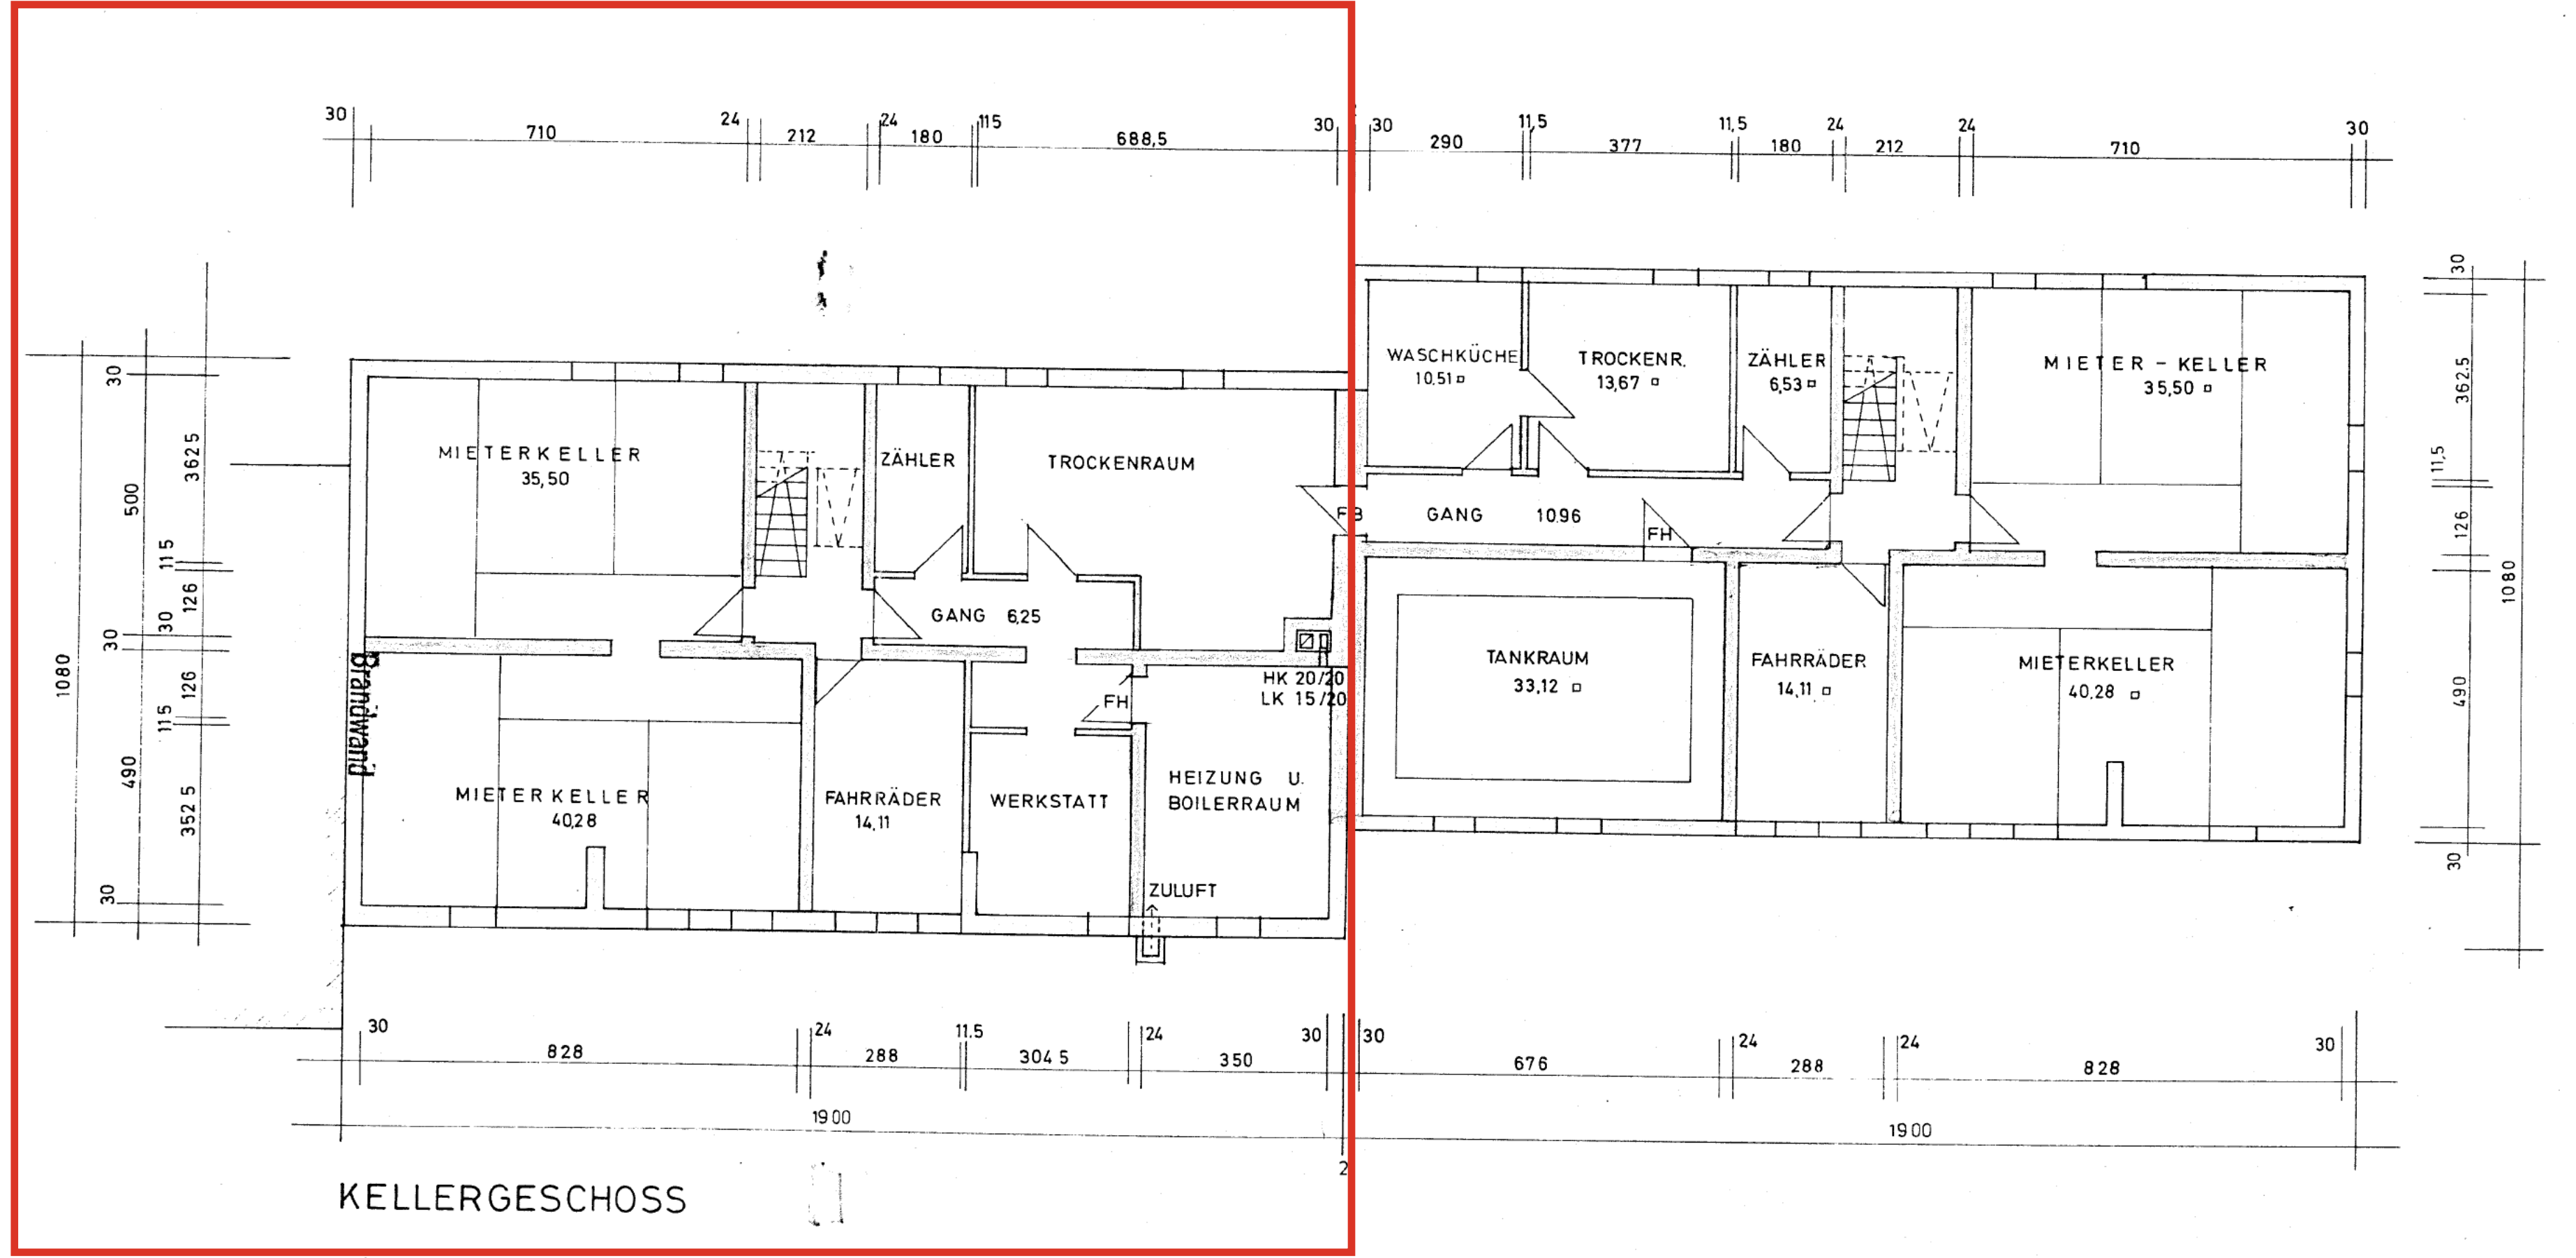 30 710 24 212 24 180 115 688,5 30 30 290 11,5 377 11,5 180 24 212 24 710 30
WASCHKÜCHE
10,51
TROCKENR.
13,67
ZÄHLER
6,53
MIETER - KELLER
35,50
MIETERKELLER
35,50
ZÄHLER
TROCKENRAUM
GANG 10.96
FH
GANG 6,25
TANKRAUM
33,12
FAHRRÄDER
14,11
MIETERKELLER
40,28
HK 20/20
LK 15/20
FH
Brandwand
MIETERKELLER
40,28
FAHRRÄDER
14,11
WERKSTATT
HEIZUNG U.
BOILERRAUM
ZULUFT
30
500
30
490
30
1080
362 5
11 5
126
30
126
11 5
352 5
30
362.5
11,5
126
490
30
1080
30 828 24 288 11.5 304 5 24 350 30 30 676 24 288 24 828 30
1900
1900
KELLERGESCHOSS